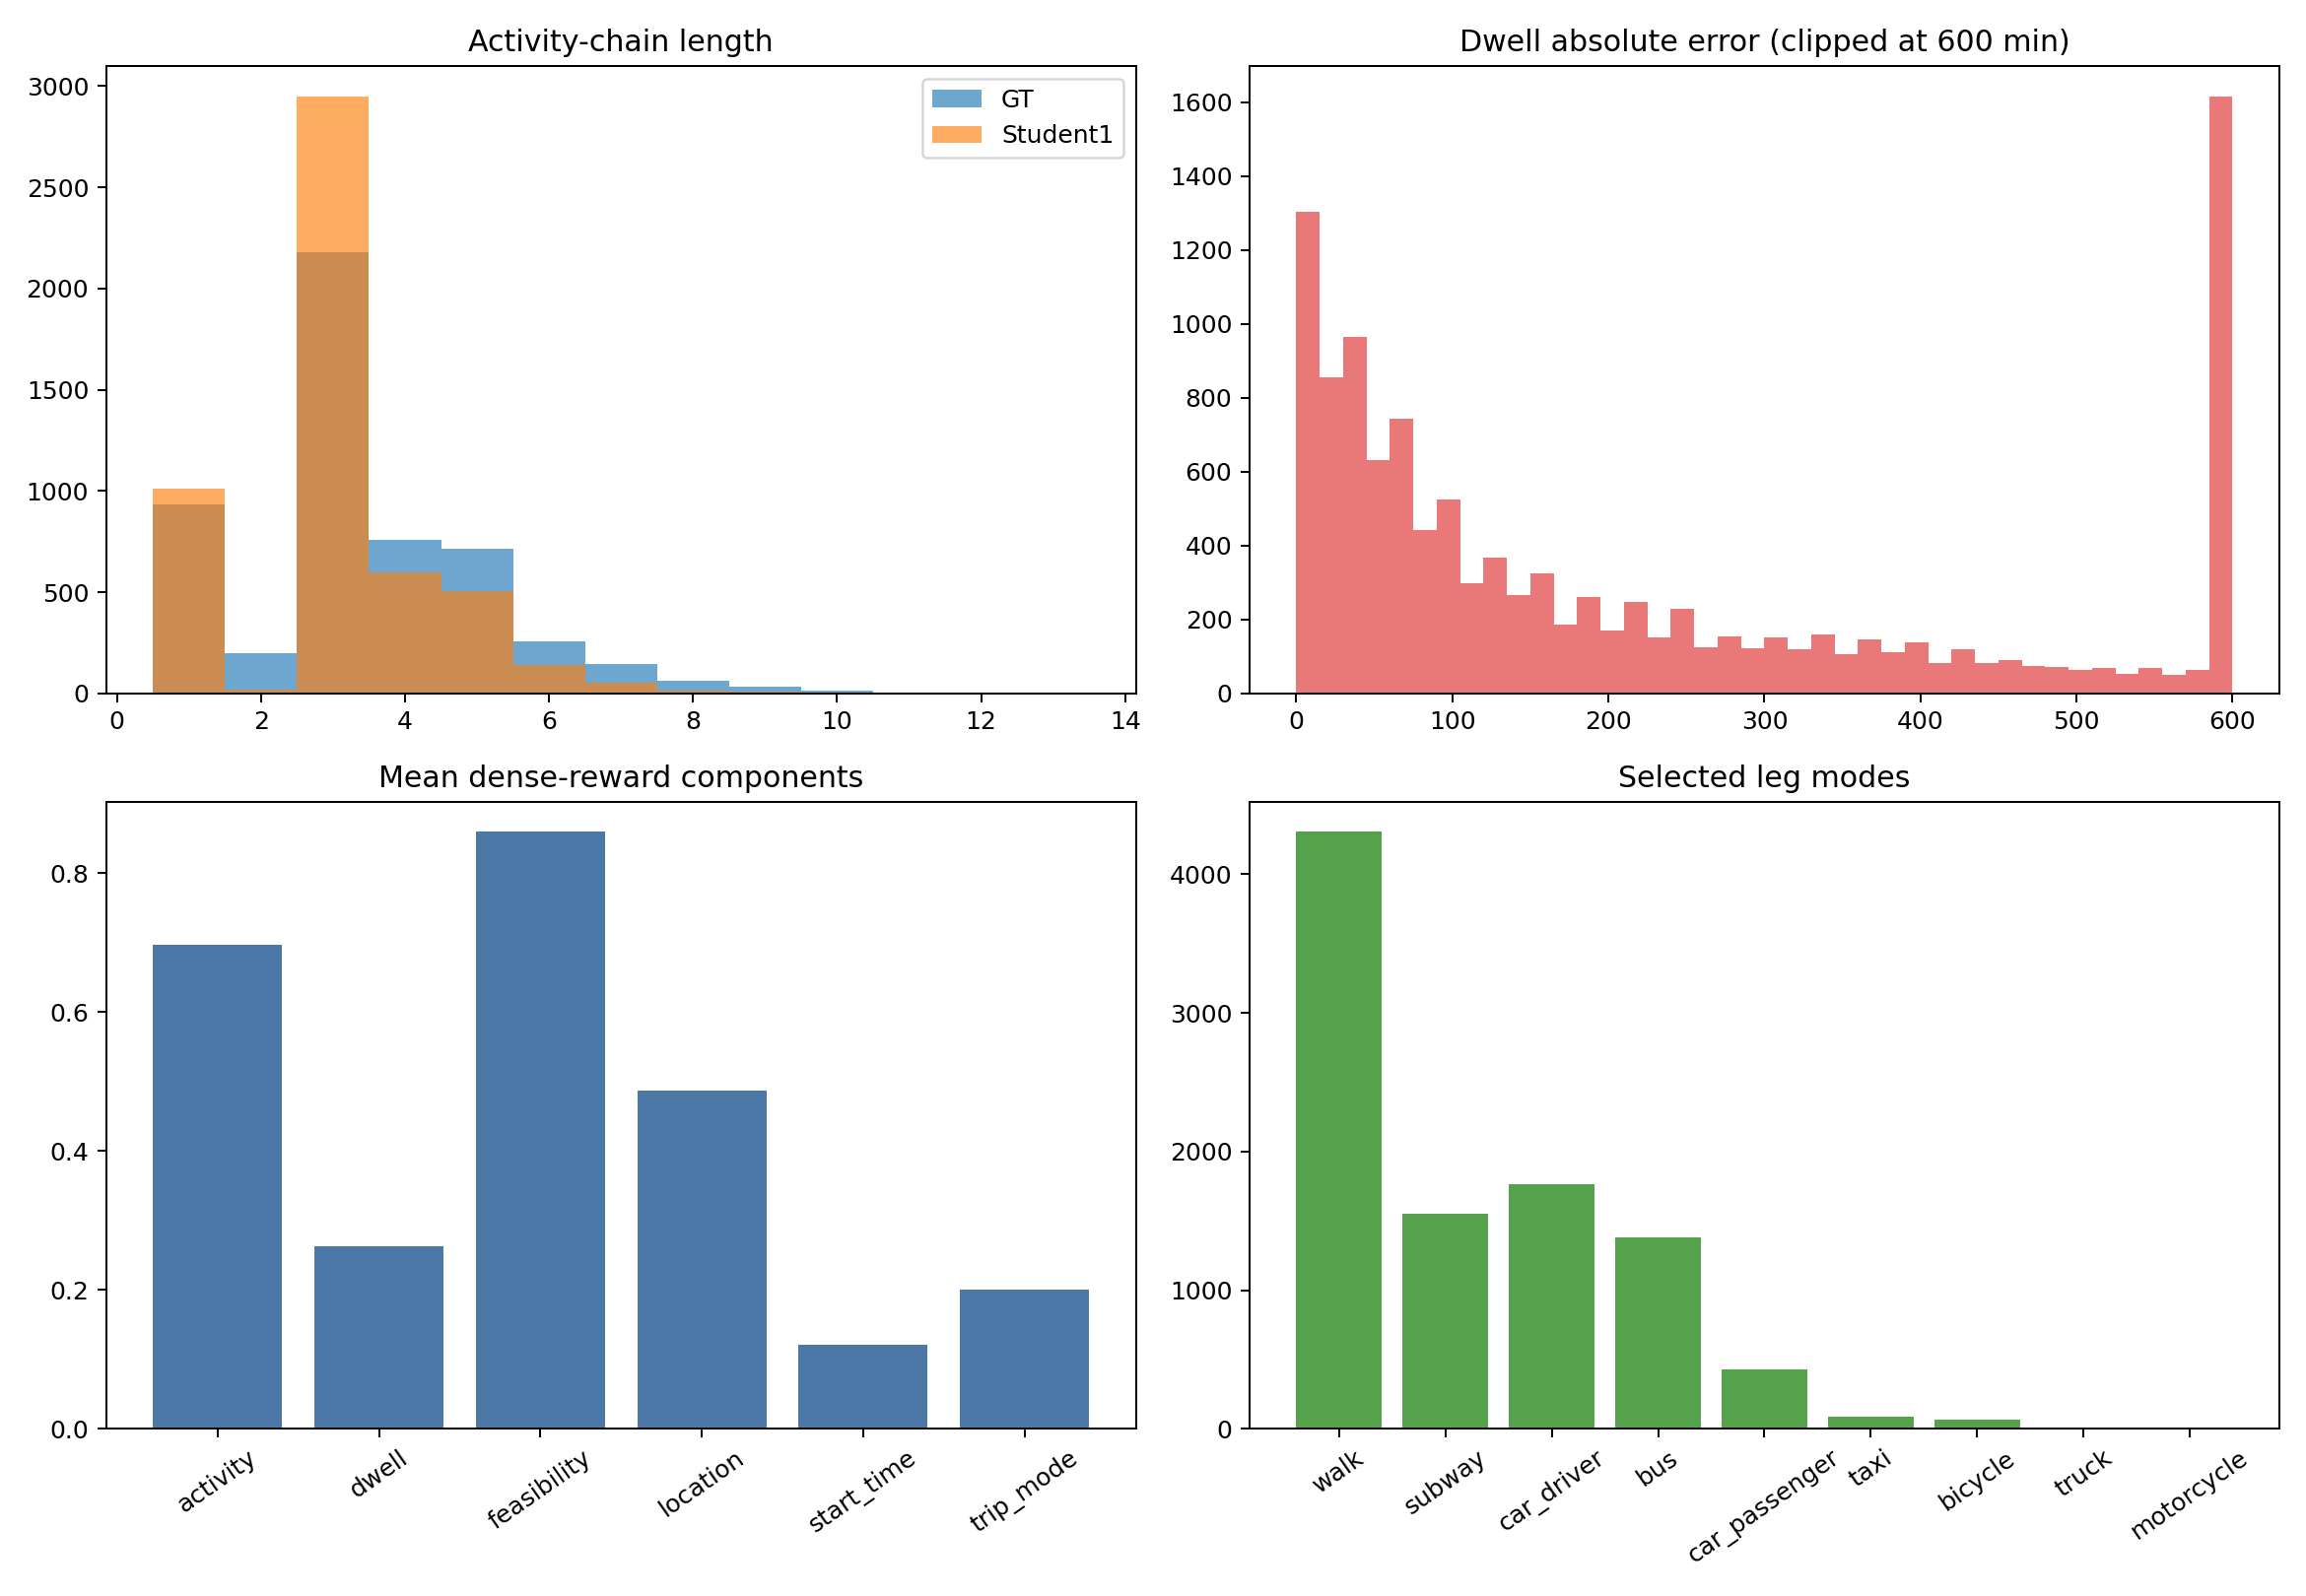 Activity-chain length
3000
2500
2000
1500
1000
500
0
0 2 4 6 8 10 12 14
GT
Student1
Dwell absolute error (clipped at 600 min)
1600
1400
1200
1000
800
600
400
200
0
0 100 200 300 400 500 600
Mean dense-reward components
0.8
0.6
0.4
0.2
0.0
activity dwell feasibility location start_time trip_mode
Selected leg modes
4000
3000
2000
1000
0
walk subway car_driver bus car_passenger taxi bicycle truck motorcycle